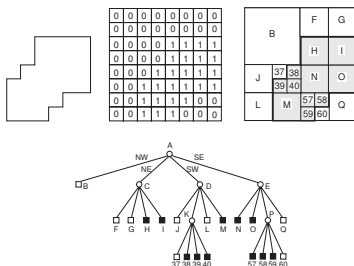 0 0 0 0 0 0 0 0
0 0 0 0 0 0 0 0
0 0 0 0 1 1 1 1
0 0 0 0 1 1 1 1
0 0 0 1 1 1 1 1
0 0 1 1 1 1 1 1
0 0 1 1 1 1 0 0
0 0 1 1 1 0 0 0
B F G
H I
J 37 38 N O
39 40
L M 57 58 Q
59 60
A
NW NE SW SE
B C D E
F G H I J K L M N O P Q
37 38 39 40 57 58 59 60